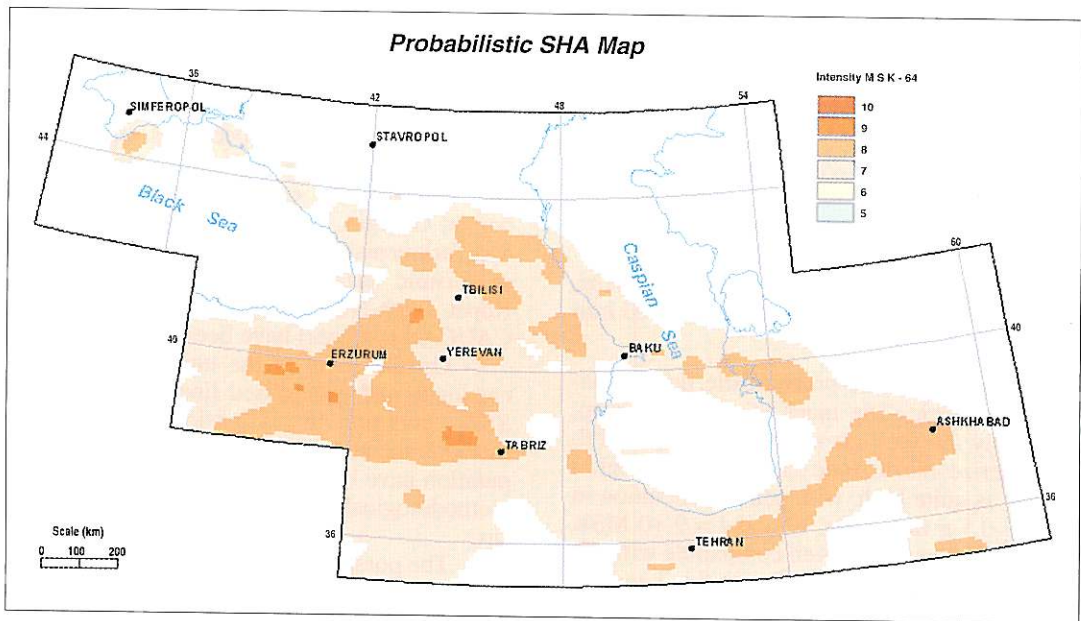 Probabilistic SHA Map
36
42
48
54
60
44
40
36
40
36
SIMFEROPOL
STAVROPOL
Black Sea
Caspian Sea
TBILISI
ERZURUM
YEREVAN
BAKU
TABRIZ
ASHKHABAD
TEHRAN
Intensity M S K - 64
10
9
8
7
6
5
Scale (km)
0 100 200